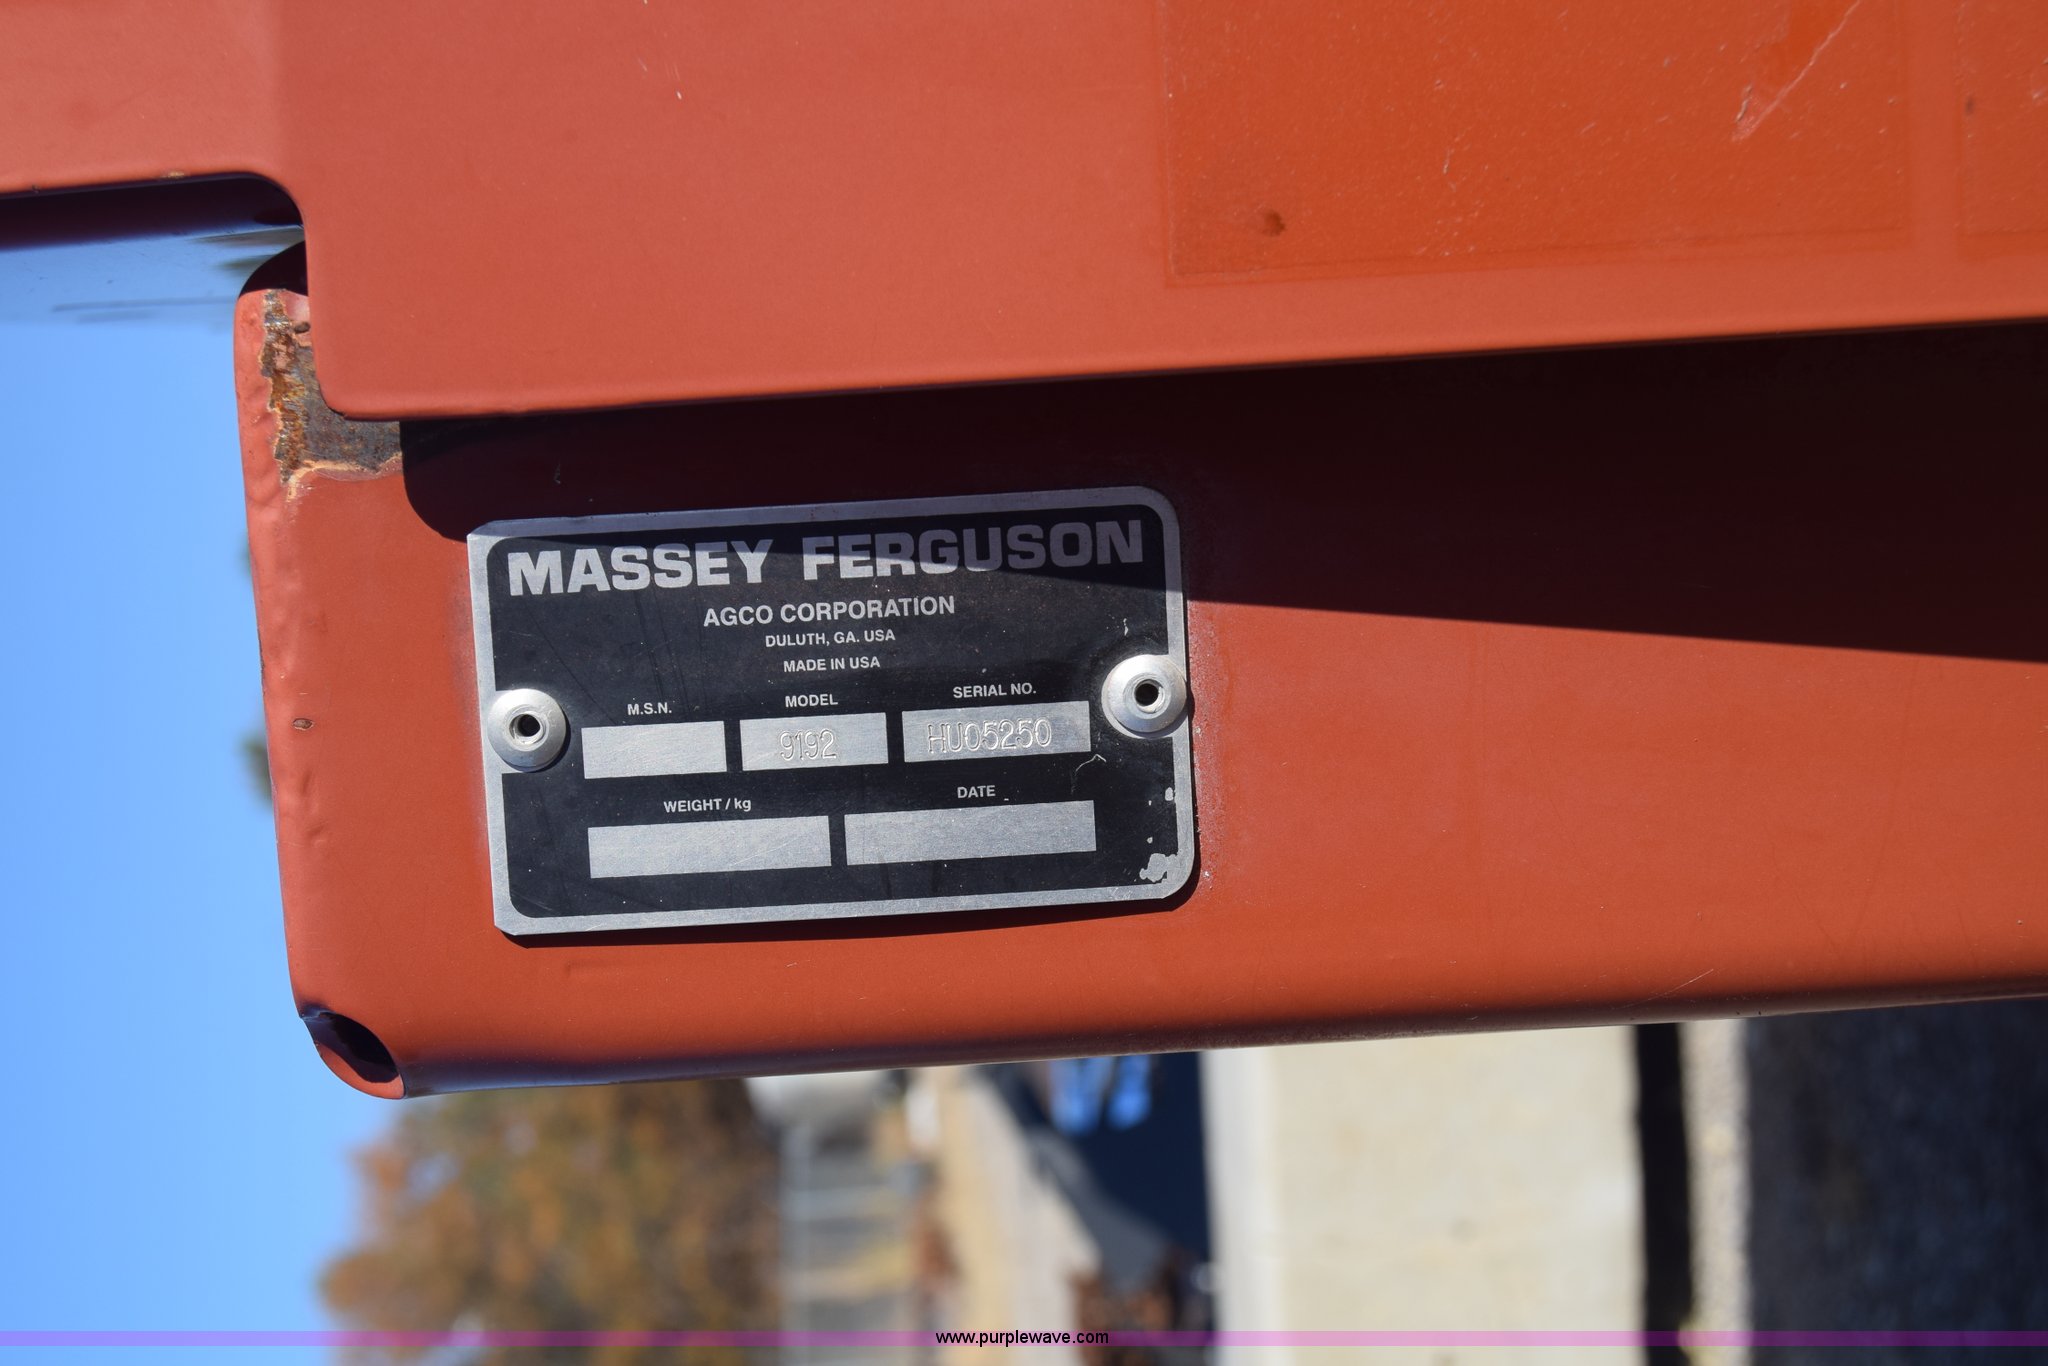 MASSEY FERGUSON
AGCO CORPORATION
DULUTH, GA. USA
MADE IN USA
M.S.N. MODEL SERIAL NO.
9192 HU05250
WEIGHT / kg DATE
www.purplewave.com